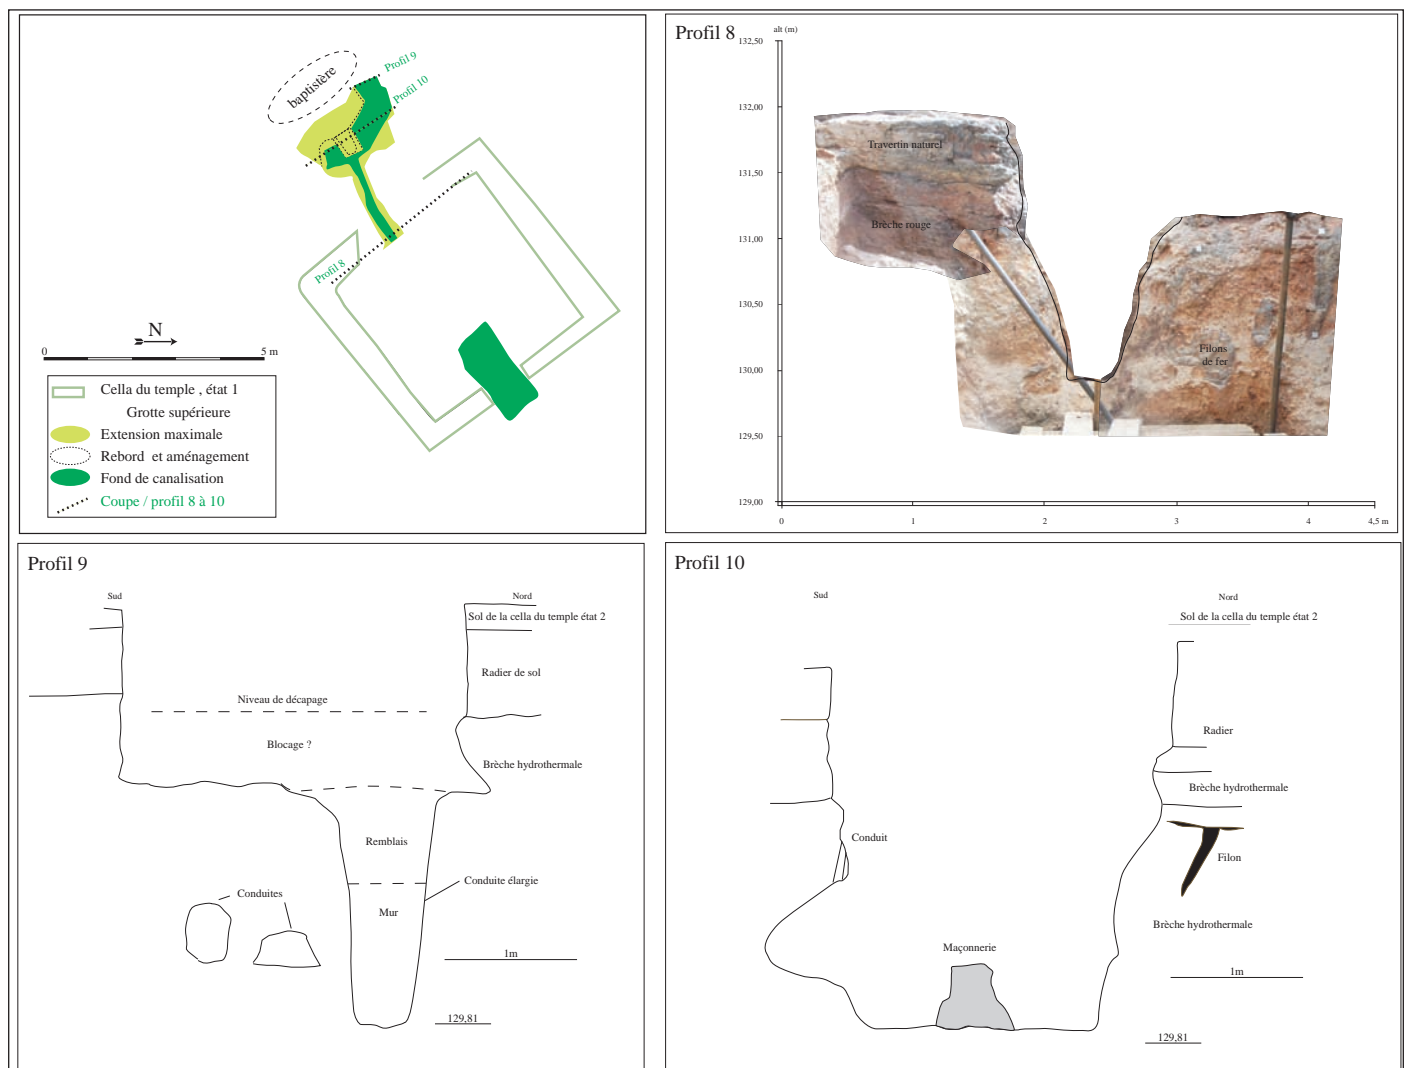 baptistère
Profil 9
Profil 10
Profil 8
N
0
5 m
Cella du temple , état 1
Grotte supérieure
Extension maximale
Rebord et aménagement
Fond de canalisation
Coupe / profil 8 à 10
Profil 8
alt (m)
132,50
132,00
131,50
131,00
130,50
130,00
129,50
129,00
0
1
2
3
4
4,5 m
Travertin naturel
Brèche rouge
Filons
de fer
Profil 9
Sud
Nord
Sol de la cella du temple état 2
Radier de sol
Niveau de décapage
Blocage ?
Brèche hydrothermale
Remblais
Conduite élargie
Conduites
Mur
1m
129,81
Profil 10
Sud
Nord
Sol de la cella du temple état 2
Radier
Brèche hydrothermale
Conduit
Filon
Brèche hydrothermale
Maçonnerie
1m
129,81